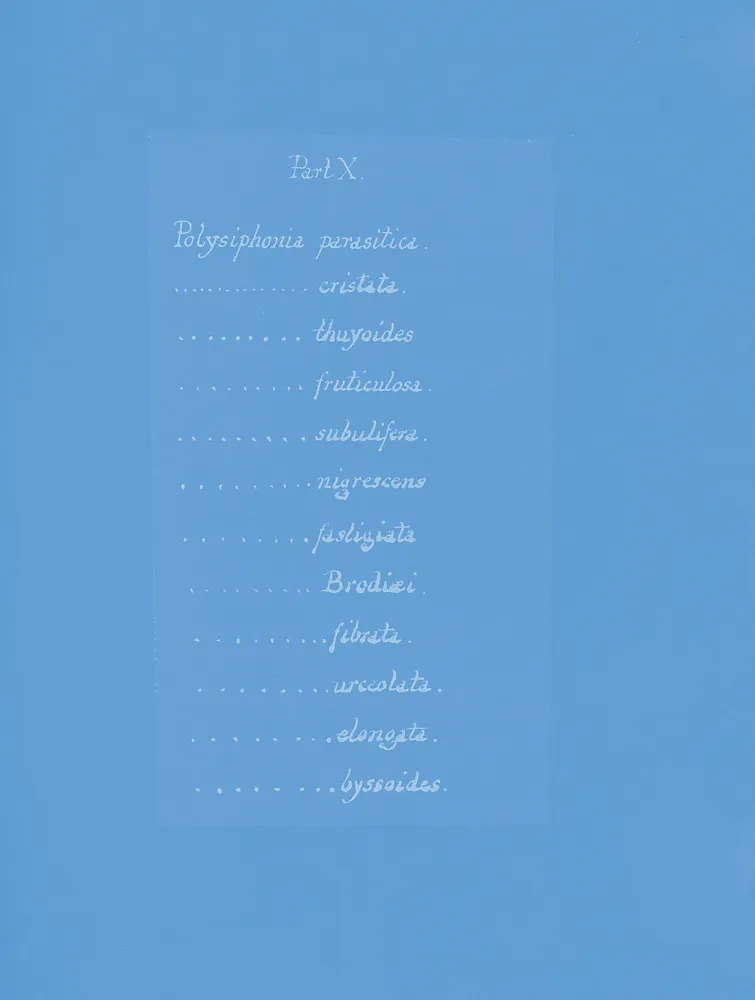 Part X.
Polysiphonia parasitica.
............. cristata.
......... thuyoides
......... fruticulosa.
......... subulifera.
......... nigrescens
......... fastigiata
......... Brodiæi.
......... fibrata.
......... urceolata.
......... elongata.
......... byssoides.